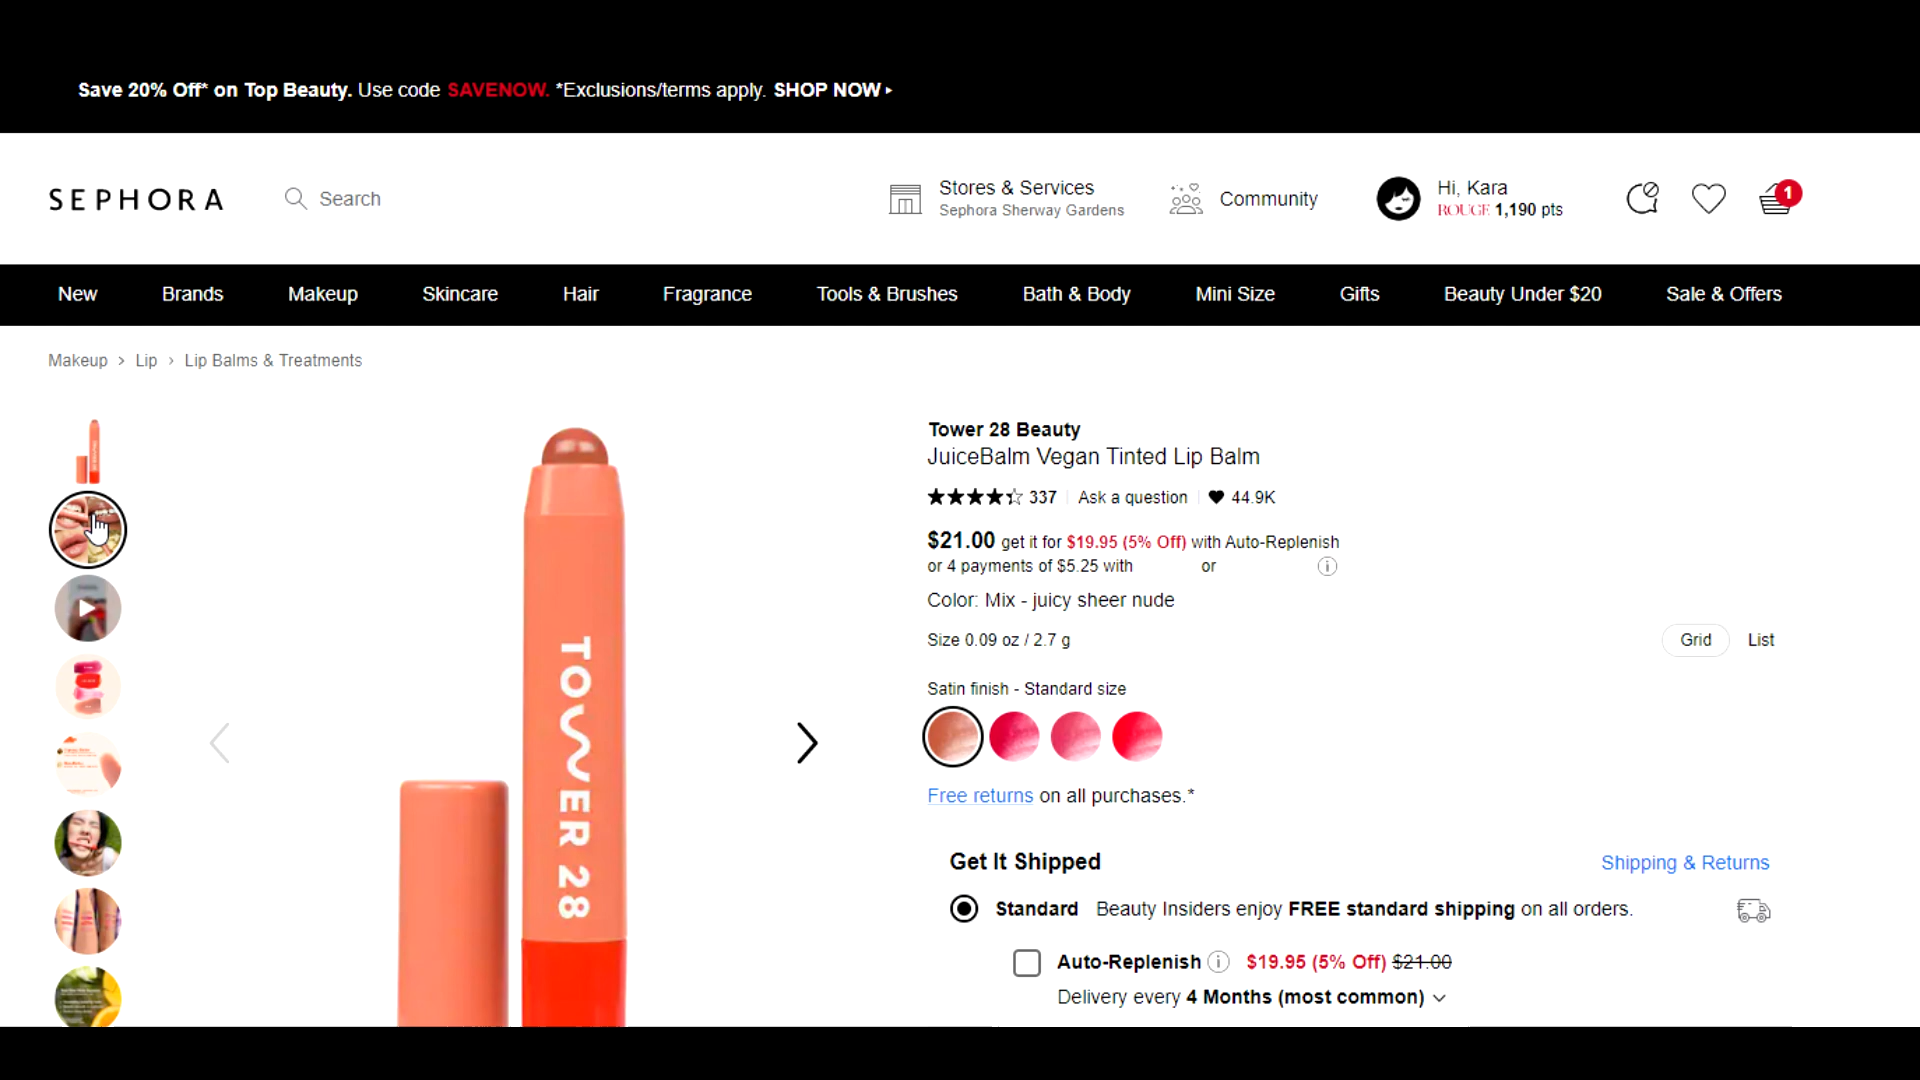 Save 20% Off* on Top Beauty. Use code SAVENOW. *Exclusions/terms apply. SHOP NOW ▸
SEPHORA
Search
Stores & Services
Sephora Sherway Gardens
Community
Hi, Kara
ROUGE 1,190 pts
1
New
Brands
Makeup
Skincare
Hair
Fragrance
Tools & Brushes
Bath & Body
Mini Size
Gifts
Beauty Under $20
Sale & Offers
Makeup > Lip > Lip Balms & Treatments
TOWER 28
Tower 28 Beauty
JuiceBalm Vegan Tinted Lip Balm
337
Ask a question
44.9K
$21.00 get it for $19.95 (5% Off) with Auto-Replenish
or 4 payments of $5.25 with or
Color: Mix - juicy sheer nude
Size 0.09 oz / 2.7 g
Grid
List
Satin finish - Standard size
Free returns on all purchases.*
Get It Shipped
Shipping & Returns
Standard Beauty Insiders enjoy FREE standard shipping on all orders.
Auto-Replenish $19.95 (5% Off) $21.00
Delivery every 4 Months (most common)